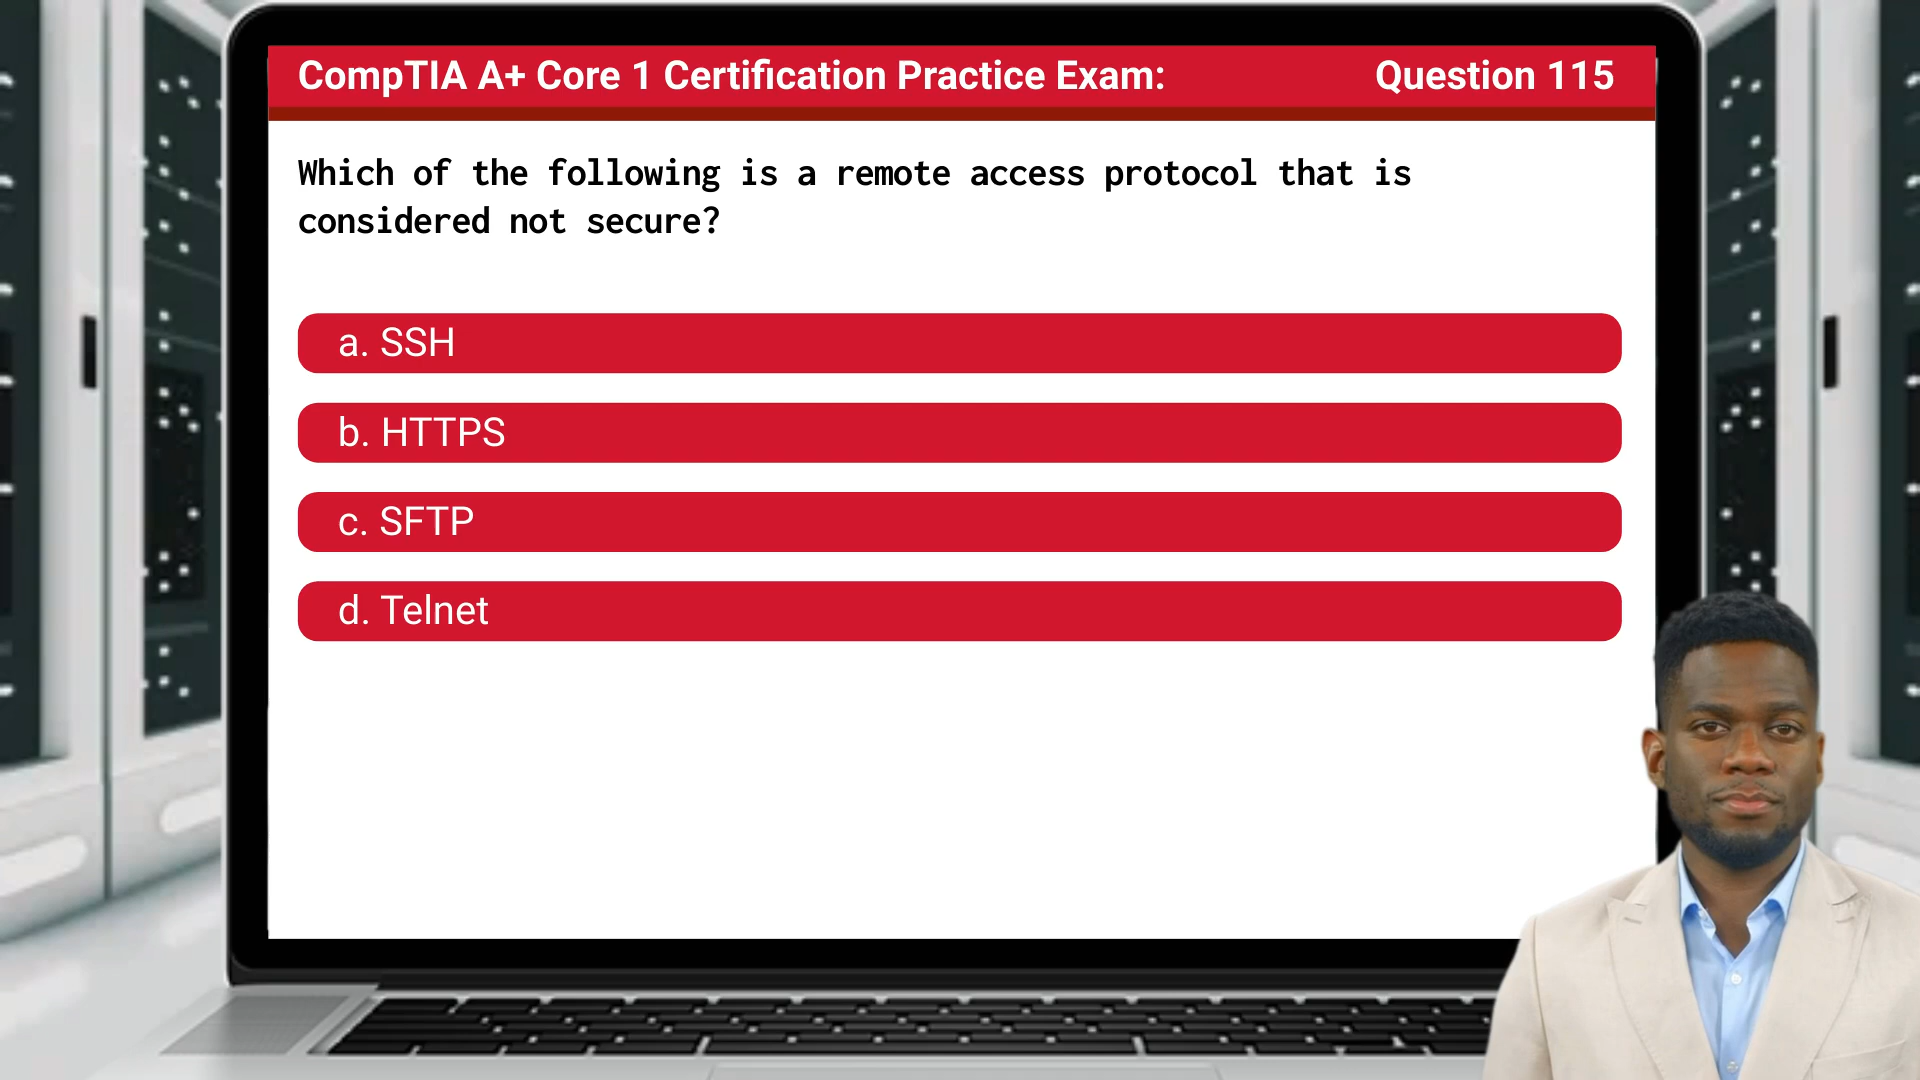 CompTIA A+ Core 1 Certification Practice Exam: Question 115
Which of the following is a remote access protocol that is
considered not secure?
a. SSH
b. HTTPS
c. SFTP
d. Telnet